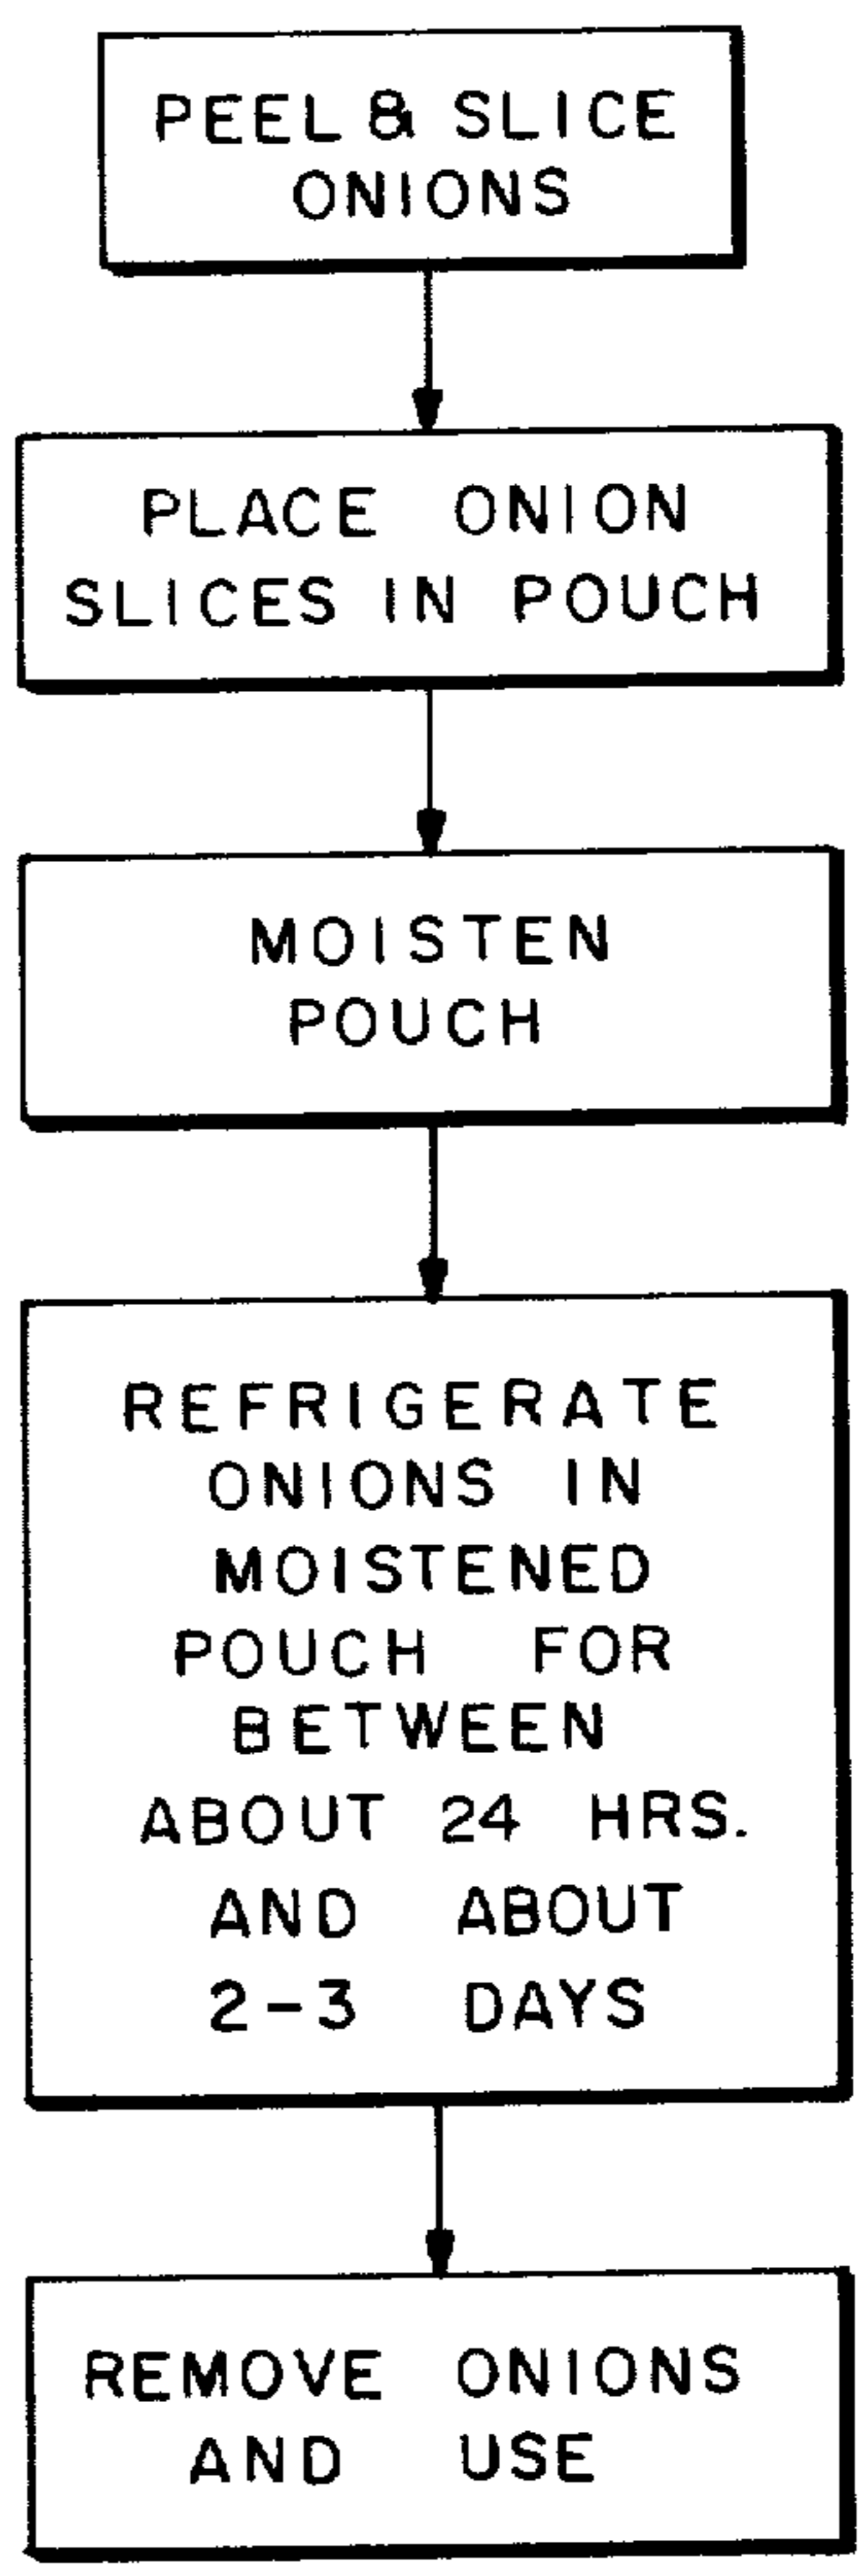 PEEL & SLICE
ONIONS
PLACE ONION
SLICES IN POUCH
MOISTEN
POUCH
REFRIGERATE
ONIONS IN
MOISTENED
POUCH FOR
BETWEEN
ABOUT 24 HRS.
AND ABOUT
2-3 DAYS
REMOVE ONIONS
AND USE